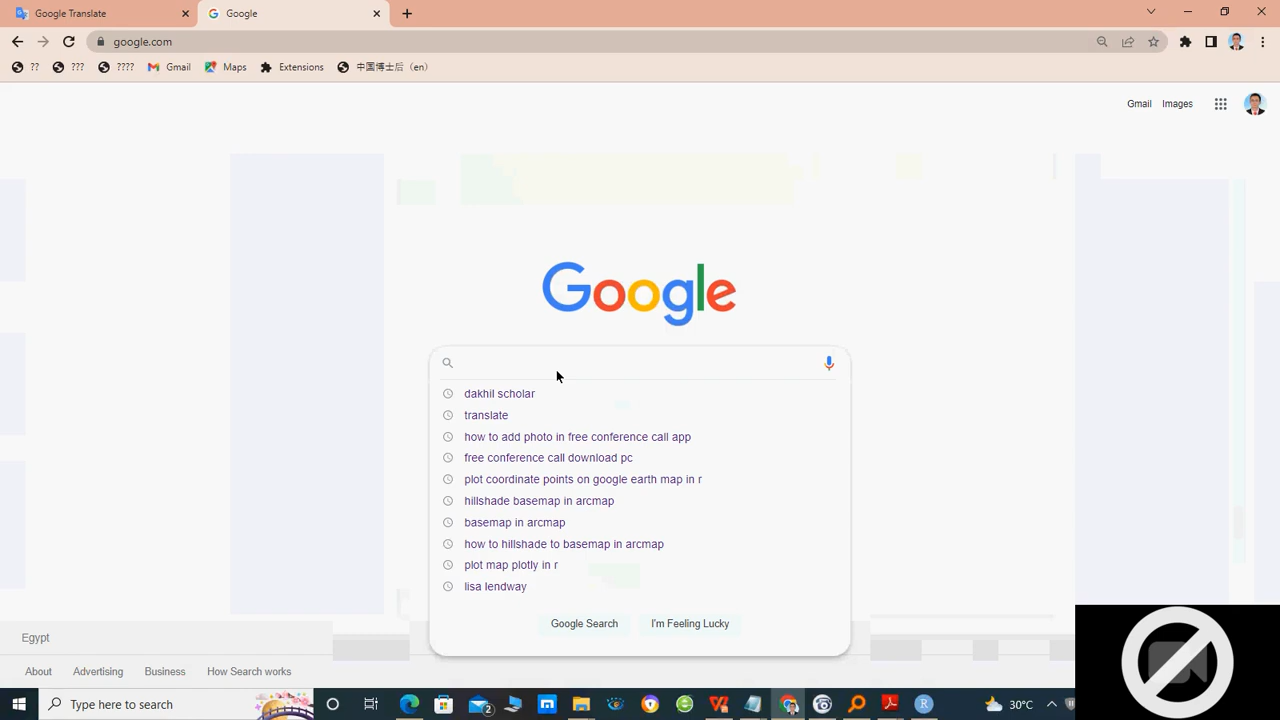 Google Translate
Google
google.com
??
???
????
Gmail
Maps
Extensions
中国博士后（en）
Gmail
Images
Google
dakhil scholar
translate
how to add photo in free conference call app
free conference call download pc
plot coordinate points on google earth map in r
hillshade basemap in arcmap
basemap in arcmap
how to hillshade to basemap in arcmap
plot map plotly in r
lisa lendway
Google Search
I'm Feeling Lucky
Egypt
About
Advertising
Business
How Search works
Type here to search
2
R
30°C